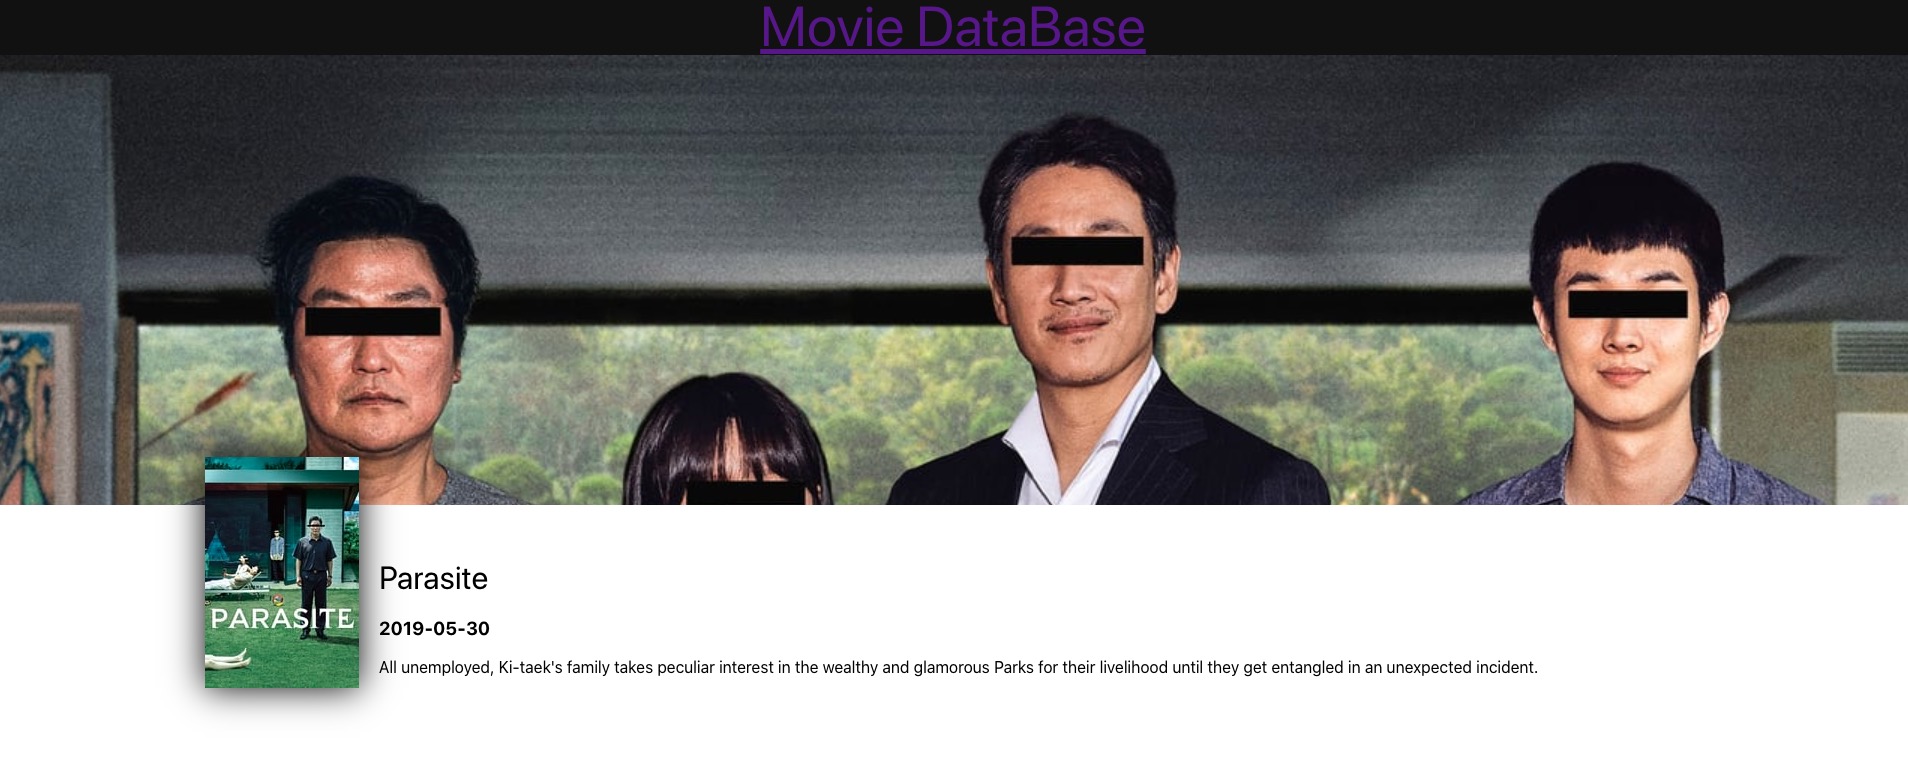 Movie DataBase
PARASITE
Parasite
2019-05-30
All unemployed, Ki-taek's family takes peculiar interest in the wealthy and glamorous Parks for their livelihood until they get entangled in an unexpected incident.